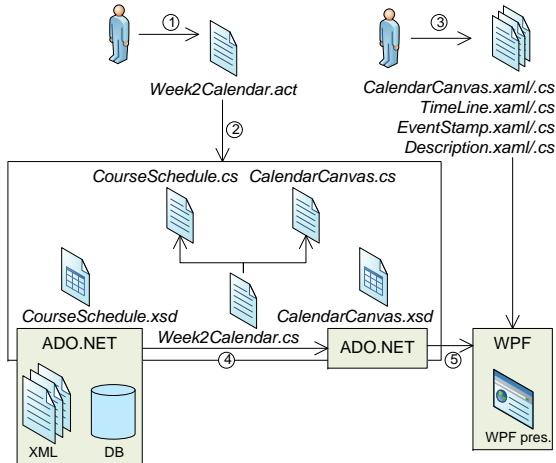 1
3
Week2Calendar.act
CalendarCanvas.xaml/.cs
TimeLine.xaml/.cs
EventStamp.xaml/.cs
Description.xaml/.cs
2
CourseSchedule.cs CalendarCanvas.cs
CourseSchedule.xsd
CalendarCanvas.xsd
Week2Calendar.cs
ADO.NET
ADO.NET
WPF
4
5
XML
DB
WPF pres.